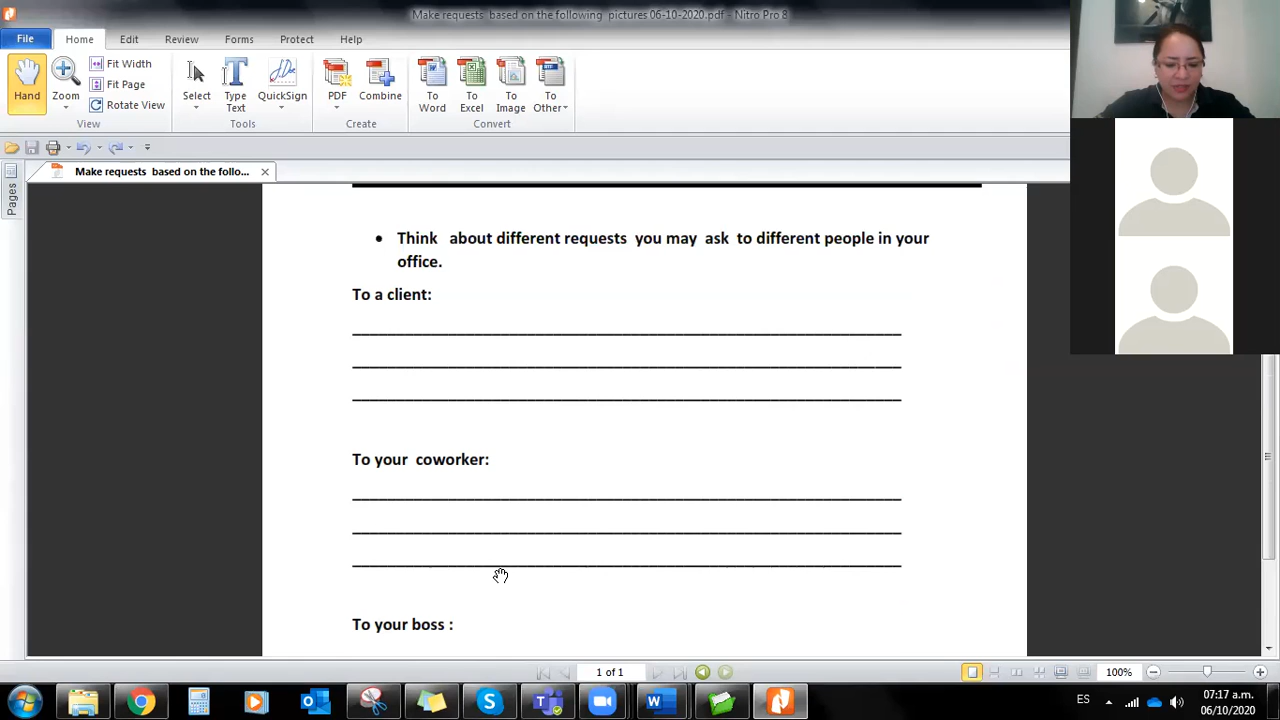 Make requests based on the following pictures 06-10-2020.pdf - Nitro Pro 8
File Home Edit Review Forms Protect Help
Hand
Zoom
Fit Width
Fit Page
Rotate View
View
Select
Type Text
QuickSign
Tools
PDF
Combine
Create
To Word
To Excel
To Image
To Other
Convert
Make requests based on the follo...
Pages
• Think about different requests you may ask to different people in your
office.
To a client:
To your coworker:
To your boss :
1 of 1
100%
ES
07:17 a.m.
06/10/2020